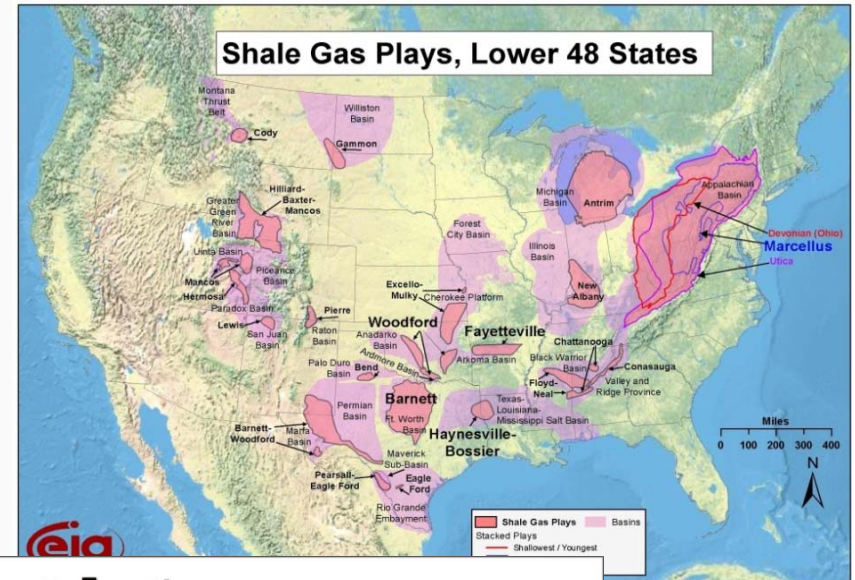 Shale Gas Plays, Lower 48 States
Montana
Thrust
Belt
Cody
Williston
Basin
Gammon
Hilliard-
Baxter-
Mancos
Greater
Green
River
Basin
Uinta Basin
Mancos
Piceance
Basin
Hermosa
Paradox Basin
Lewis
San Juan
Basin
Pierre
Raton
Basin
Michigan
Basin
Antrim
Appalachian
Basin
Devonian (Ohio)
Marcellus
Utica
Forest
City Basin
Illinois
Basin
New
Albany
Excello-
Mulky
Cherokee Platform
Woodford
Anadarko
Basin
Ardmore Basin
Fayetteville
Arkoma Basin
Chattanooga
Black Warrior
Basin
Conasauga
Floyd-
Neal
Valley and
Ridge Province
Palo Duro
Basin
Bend
Barnett
Ft. Worth
Basin
Permian
Basin
Barnett-
Woodford
Marfa
Basin
Texas-
Louisiana-
Mississippi Salt Basin
Haynesville-
Bossier
Maverick
Sub-Basin
Pearsall-
Eagle Ford
Eagle
Ford
Rio Grande
Embayment
Miles
0 100 200 300 400
N
Shale Gas Plays
Basins
Stacked Plays
Shallowest / Youngest
eia